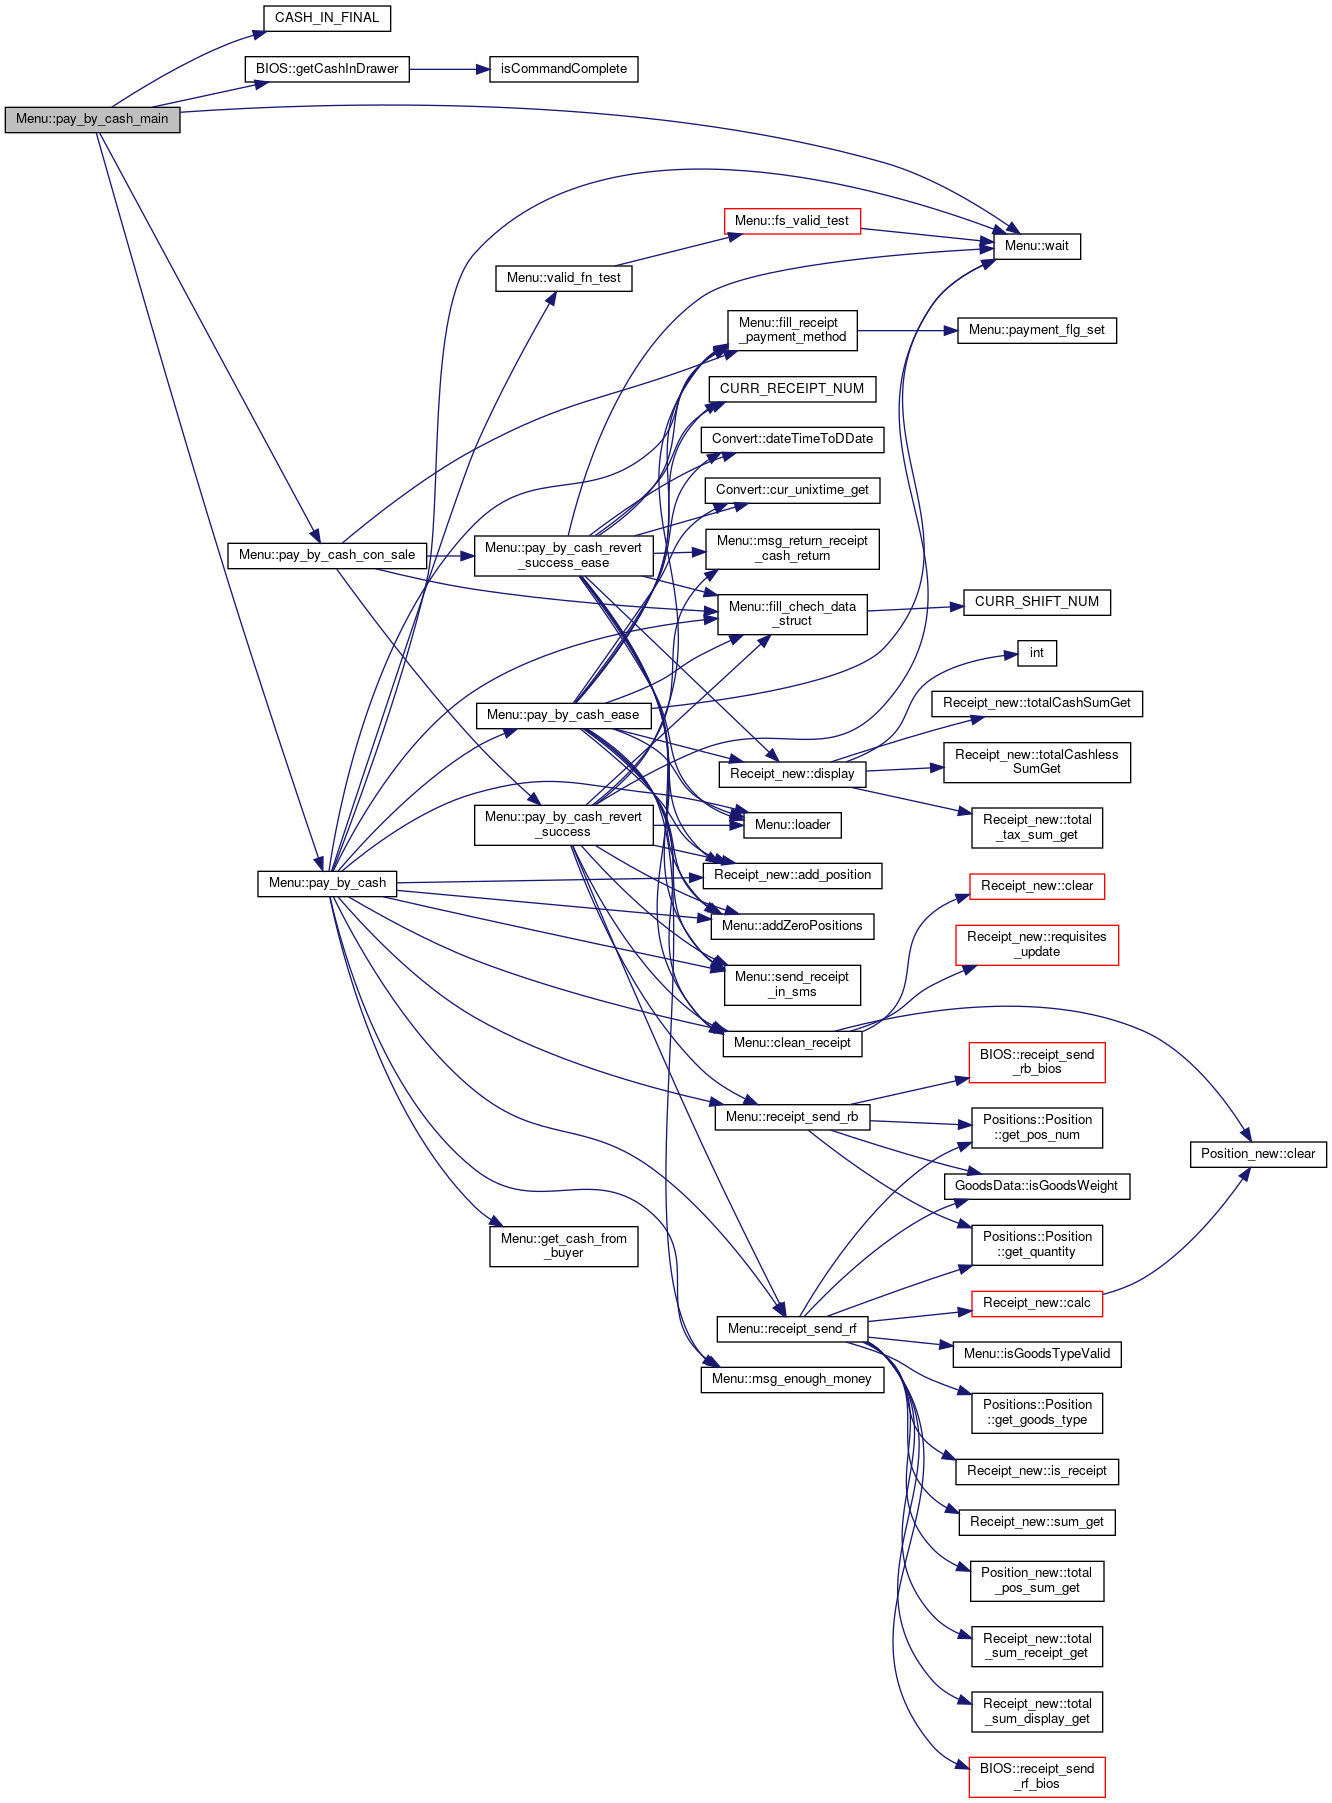 CASH_IN_FINAL
BIOS::getCashInDrawer
isCommandComplete
Menu::pay_by_cash_main
Menu::fs_valid_test
Menu::wait
Menu::valid_fn_test
Menu::fill_receipt
_payment_method
Menu::payment_flg_set
CURR_RECEIPT_NUM
Convert::dateTimeToDDate
Convert::cur_unixtime_get
Menu::pay_by_cash_con_sale
Menu::pay_by_cash_revert
_success_ease
Menu::msg_return_receipt
_cash_return
Menu::fill_chech_data
_struct
CURR_SHIFT_NUM
int
Receipt_new::totalCashSumGet
Menu::pay_by_cash_ease
Receipt_new::display
Receipt_new::totalCashless
SumGet
Receipt_new::total
_tax_sum_get
Menu::pay_by_cash_revert
_success
Menu::loader
Menu::pay_by_cash
Receipt_new::add_position
Receipt_new::clear
Menu::addZeroPositions
Receipt_new::requisites
_update
Menu::send_receipt
_in_sms
Menu::clean_receipt
BIOS::receipt_send
_rb_bios
Menu::receipt_send_rb
Positions::Position
::get_pos_num
Position_new::clear
GoodsData::isGoodsWeight
Menu::get_cash_from
_buyer
Positions::Position
::get_quantity
Receipt_new::calc
Menu::receipt_send_rf
Menu::isGoodsTypeValid
Menu::msg_enough_money
Positions::Position
::get_goods_type
Receipt_new::is_receipt
Receipt_new::sum_get
Position_new::total
_pos_sum_get
Receipt_new::total
_sum_receipt_get
Receipt_new::total
_sum_display_get
BIOS::receipt_send
_rf_bios